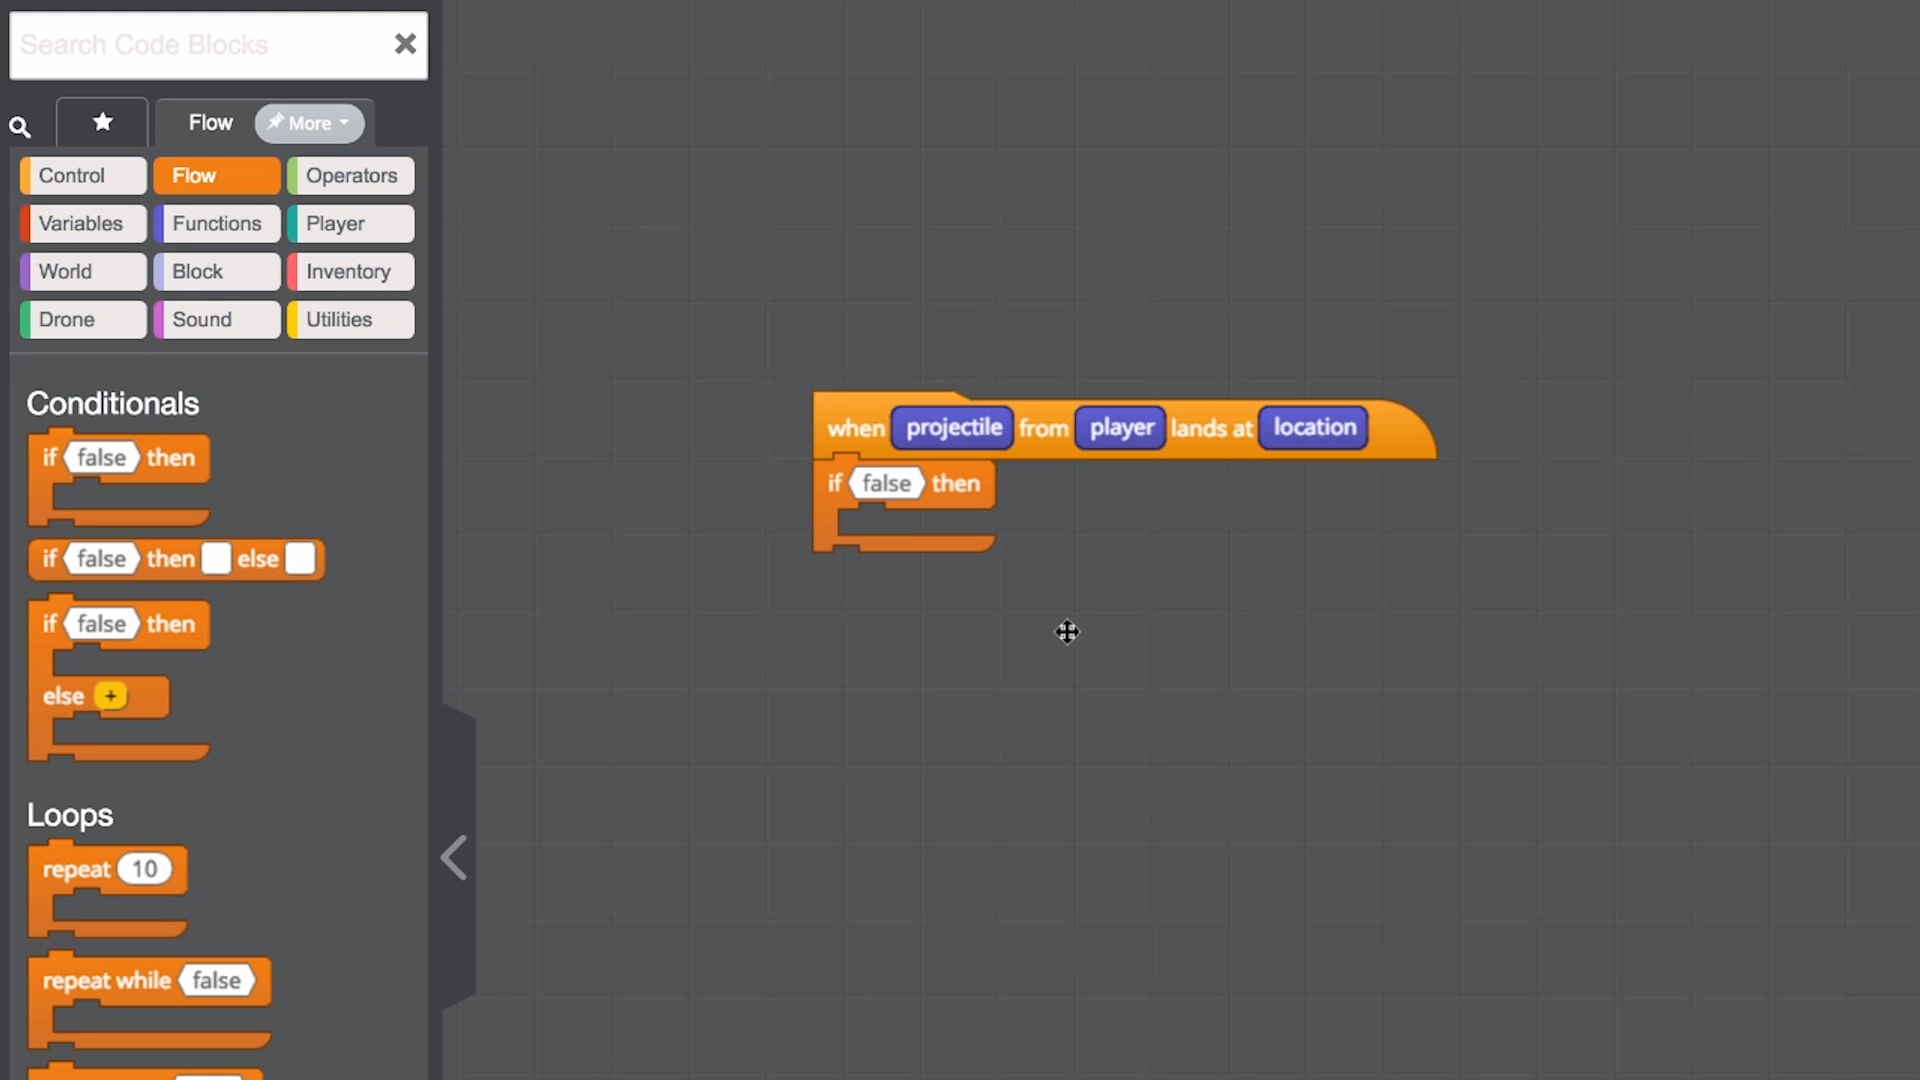 Search Code Blocks
Flow More
Control Flow Operators
Variables Functions Player
World Block Inventory
Drone Sound Utilities
Conditionals
if false then
if false then else
if false then
else +
Loops
repeat 10
repeat while false
when projectile from player lands at location
if false then